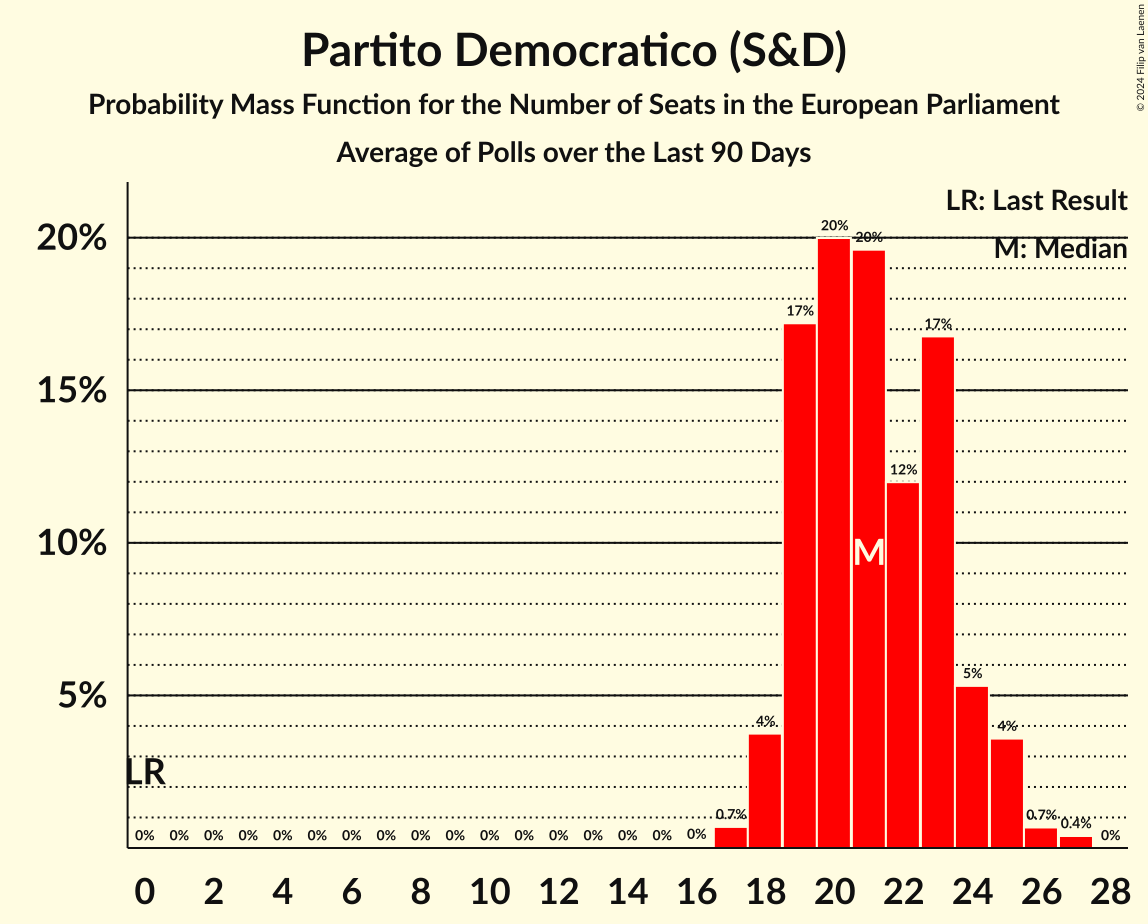 Partito Democratico (S&D)
Probability Mass Function for the Number of Seats in the European Parliament
Average of Polls over the Last 90 Days
© 2024 Filip van Laenen
LR: Last Result
M: Median
20%
15%
10%
5%
LR
M
0% 0% 0% 0% 0% 0% 0% 0% 0% 0% 0% 0% 0% 0% 0% 0% 0% 0.7% 4% 17% 20% 20% 12% 17% 5% 4% 0.7% 0.4% 0%
0 2 4 6 8 10 12 14 16 18 20 22 24 26 28